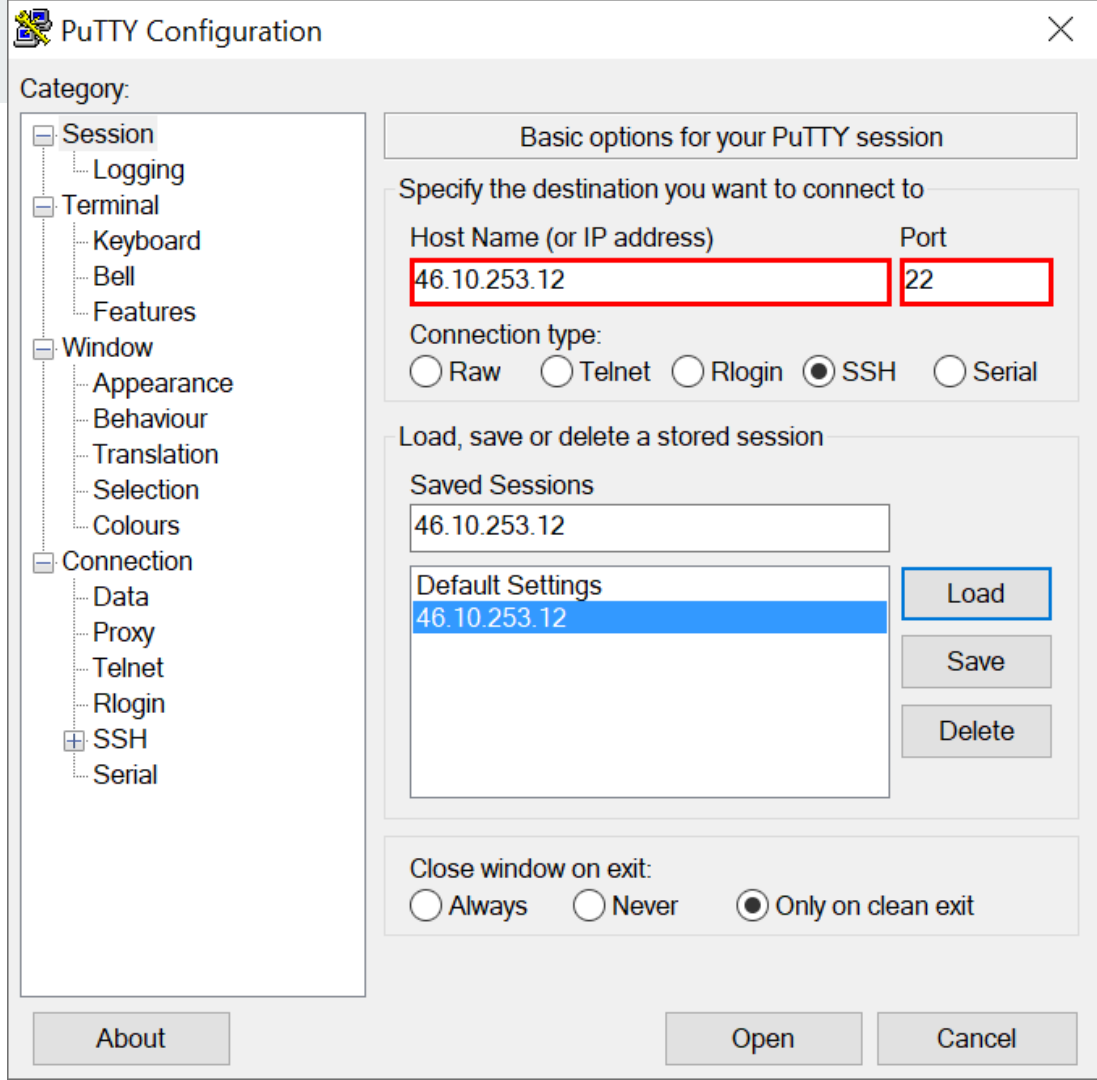 PuTTY Configuration
Category:
Session
Logging
Terminal
Keyboard
Bell
Features
Window
Appearance
Behaviour
Translation
Selection
Colours
Connection
Data
Proxy
Telnet
Rlogin
SSH
Serial
Basic options for your PuTTY session
Specify the destination you want to connect to
Host Name (or IP address) Port
46.10.253.12 22
Connection type:
Raw Telnet Rlogin SSH Serial
Load, save or delete a stored session
Saved Sessions
46.10.253.12
Default Settings
46.10.253.12
Load
Save
Delete
Close window on exit:
Always Never Only on clean exit
About Open Cancel